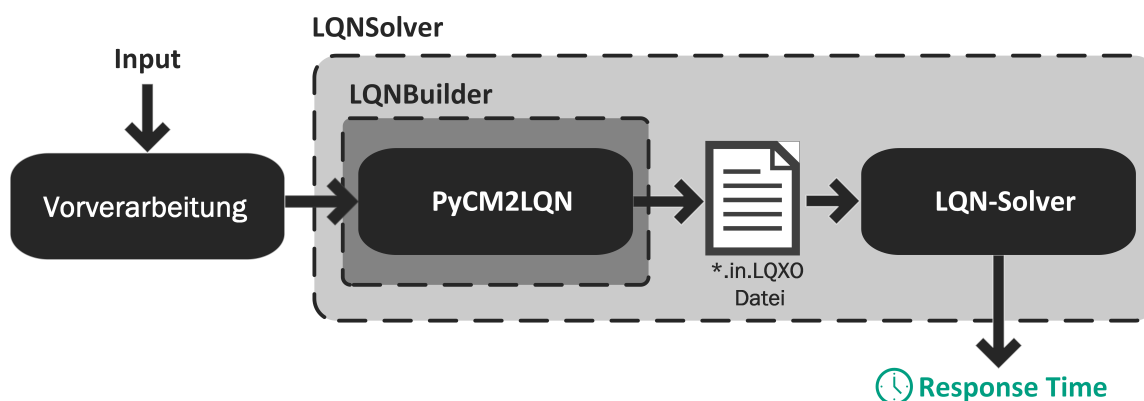 LQNSolver
Input
LQNBuilder
Vorverarbeitung
PyCM2LQN
LQN-Solver
*.in.LQXO
Datei
Response Time